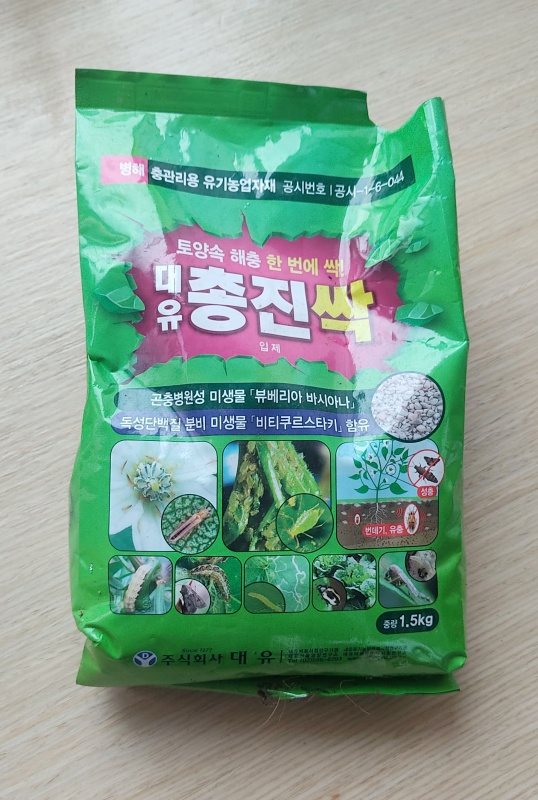 병해 충관리용 유기농업자재 공시번호 | 공시-1-6-044
토양속 해충 한 번에 싹!
대유 총진싹
입제
곤충병원성 미생물 「뷰베리아 바시아나」
독성단백질 분비 미생물 「비티쿠르스타키」 함유
성충
번데기, 유충
중량 1.5kg
Since 1977
주식회사 대유